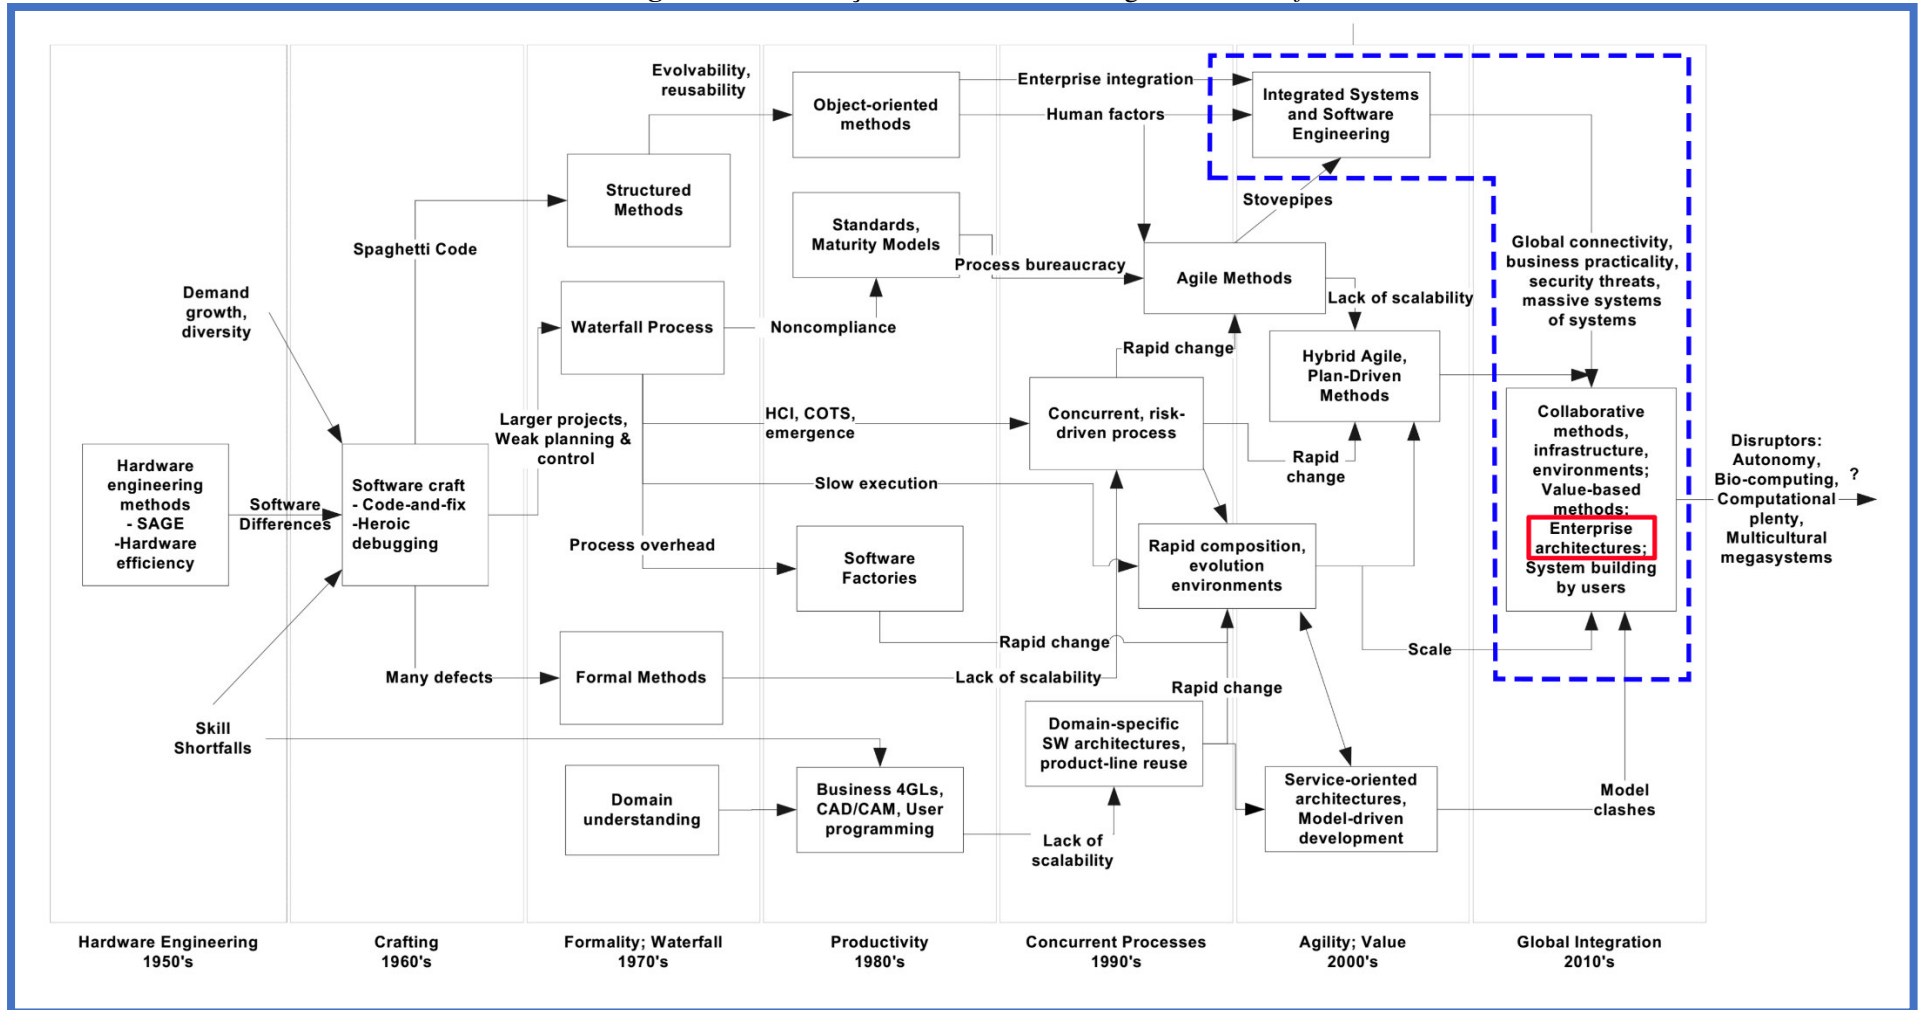 Evolvability,
reusability
Object-oriented
methods
Enterprise integration
Human factors
Integrated Systems
and Software
Engineering
Structured
Methods
Spaghetti Code
Standards,
Maturity Models
Process bureaucracy
Stovepipes
Agile Methods
Lack of scalability
Global connectivity,
business practicality,
security threats,
massive systems
of systems
Demand
growth,
diversity
Waterfall Process
Noncompliance
Rapid change
Hybrid Agile,
Plan-Driven
Methods
Larger projects,
Weak planning &
control
HCI, COTS,
emergence
Concurrent, risk-
driven process
Rapid
change
Collaborative
methods,
infrastructure,
environments;
Value-based
methods;
Enterprise
architectures;
System building
by users
Disruptors:
Autonomy,
Bio-computing,
Computational
plenty,
Multicultural
megasystems
?
Hardware
engineering
methods
- SAGE
-Hardware
efficiency
Software
Differences
Software craft
- Code-and-fix
-Heroic
debugging
Slow execution
Process overhead
Software
Factories
Rapid composition,
evolution
environments
Rapid change
Scale
Many defects
Formal Methods
Lack of scalability
Rapid change
Skill
Shortfalls
Domain-specific
SW architectures,
product-line reuse
Domain
understanding
Business 4GLs,
CAD/CAM, User
programming
Lack of
scalability
Service-oriented
architectures,
Model-driven
development
Model
clashes
Hardware Engineering
1950's
Crafting
1960's
Formality; Waterfall
1970's
Productivity
1980's
Concurrent Processes
1990's
Agility; Value
2000's
Global Integration
2010's